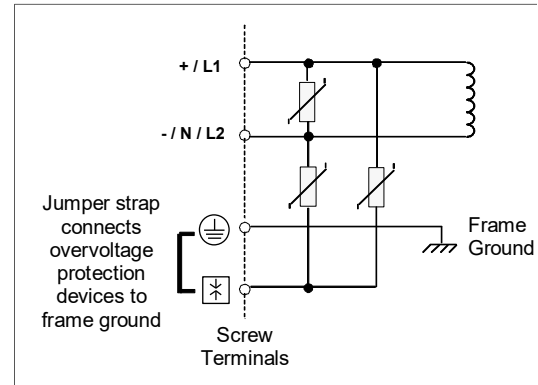 + / L1
- / N / L2
Jumper strap
connects
overvoltage
protection
devices to
frame ground
Frame
Ground
Screw
Terminals